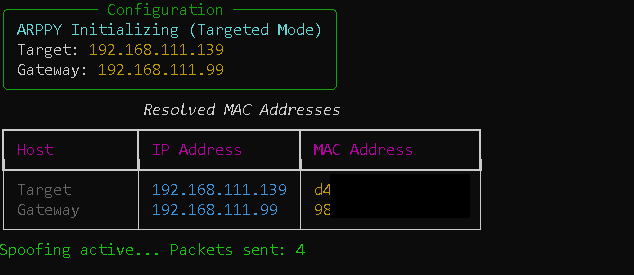 Configuration
ARPPY Initializing (Targeted Mode)
Target: 192.168.111.139
Gateway: 192.168.111.99
Resolved MAC Addresses
Host IP Address MAC Address
Target 192.168.111.139 d4
Gateway 192.168.111.99 98
Spoofing active... Packets sent: 4